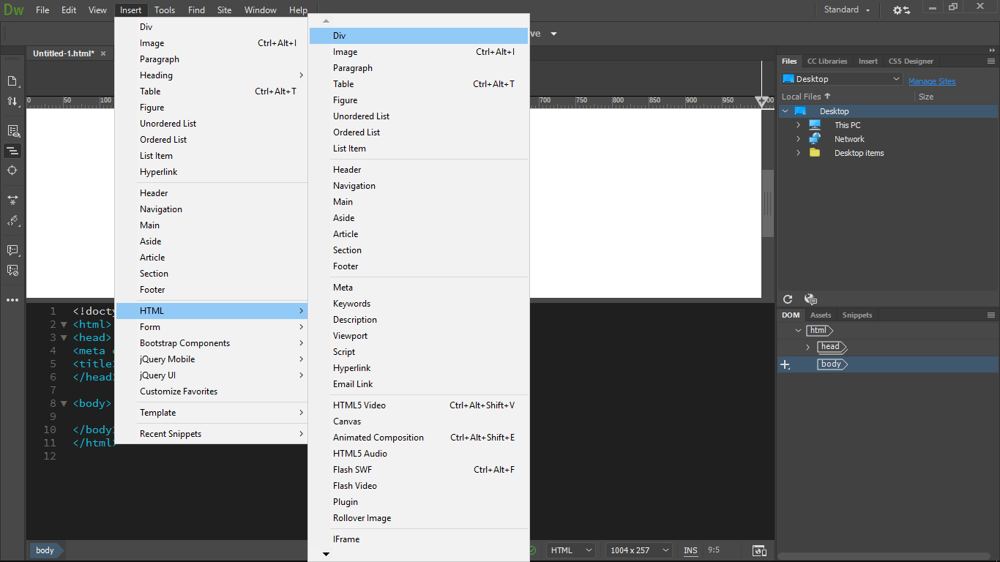 Dw File Edit View Insert Tools Find Site Window Help Standard
ve
Untitled-1.html*
0 50 100 700 750 800 850 900 950
Div
Image Ctrl+Alt+I
Paragraph
Heading
Table Ctrl+Alt+T
Figure
Unordered List
Ordered List
List Item
Hyperlink
Header
Navigation
Main
Aside
Article
Section
Footer
HTML
Form
Bootstrap Components
jQuery Mobile
jQuery UI
Customize Favorites
Template
Recent Snippets
Div
Image Ctrl+Alt+I
Paragraph
Table Ctrl+Alt+T
Figure
Unordered List
Ordered List
List Item
Header
Navigation
Main
Aside
Article
Section
Footer
Meta
Keywords
Description
Viewport
Script
Hyperlink
Email Link
HTML5 Video Ctrl+Alt+Shift+V
Canvas
Animated Composition Ctrl+Alt+Shift+E
HTML5 Audio
Flash SWF Ctrl+Alt+F
Flash Video
Plugin
Rollover Image
IFrame
1 <!docty
2 <html>
3 <head>
4 <meta
5 <title>
6 </head>
7
8 <body>
9
10 </body>
11 </html>
12
body
HTML 1004 x 257 INS 9:5
Files CC Libraries Insert CSS Designer
Desktop Manage Sites
Local Files Size
Desktop
This PC
Network
Desktop items
DOM Assets Snippets
html
head
body